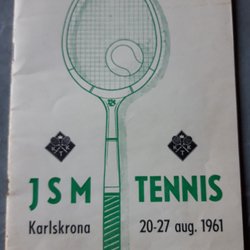 JSM TENNIS
Karlskrona 20-27 aug. 1961